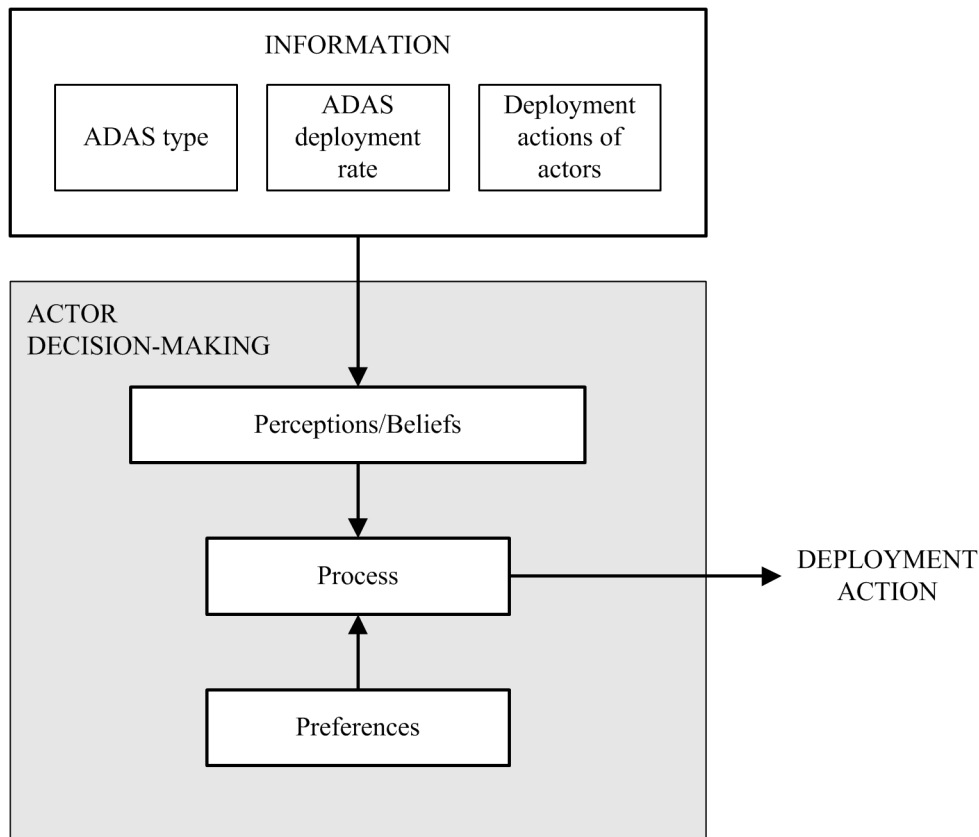 INFORMATION
ADAS type
ADAS
deployment
rate
Deployment
actions of
actors
ACTOR
DECISION-MAKING
Perceptions/Beliefs
Process
DEPLOYMENT
ACTION
Preferences